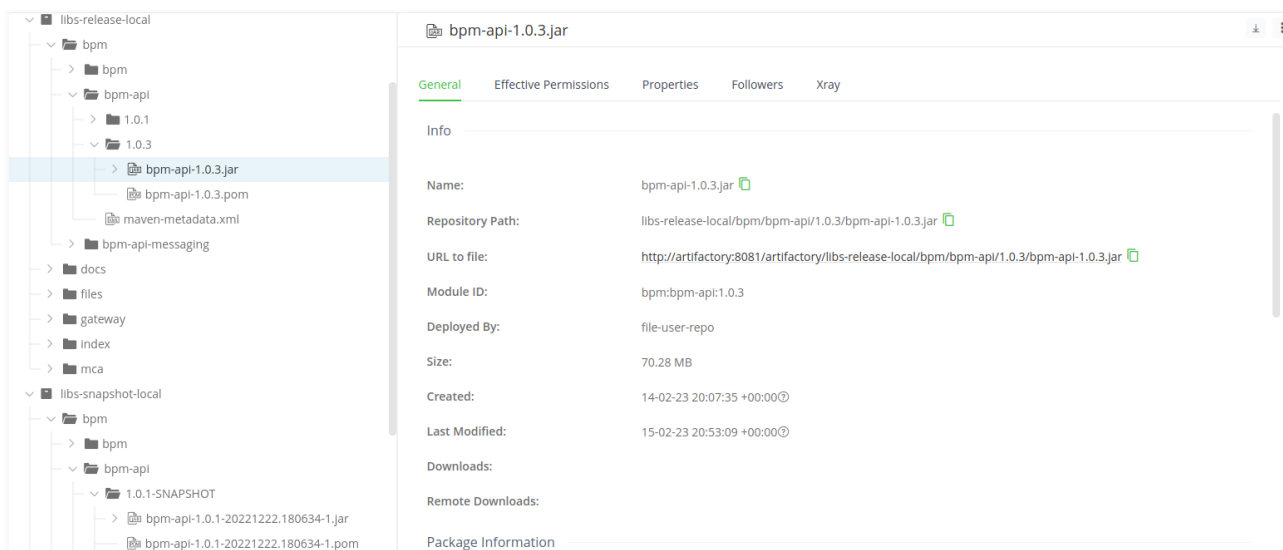 libs-release-local
bpm
bpm
bpm-api
1.0.1
1.0.3
bpm-api-1.0.3.jar
bpm-api-1.0.3.pom
maven-metadata.xml
bpm-api-messaging
docs
files
gateway
index
mca
libs-snapshot-local
bpm
bpm
bpm-api
1.0.1-SNAPSHOT
bpm-api-1.0.1-20221222.180634-1.jar
bpm-api-1.0.1-20221222.180634-1.pom
bpm-api-1.0.3.jar
General Effective Permissions Properties Followers Xray
Info
Name: bpm-api-1.0.3.jar
Repository Path: libs-release-local/bpm/bpm-api/1.0.3/bpm-api-1.0.3.jar
URL to file: http://artifactory:8081/artifactory/libs-release-local/bpm/bpm-api/1.0.3/bpm-api-1.0.3.jar
Module ID: bpm:bpm-api:1.0.3
Deployed By: file-user-repo
Size: 70.28 MB
Created: 14-02-23 20:07:35 +00:00
Last Modified: 15-02-23 20:53:09 +00:00
Downloads:
Remote Downloads:
Package Information